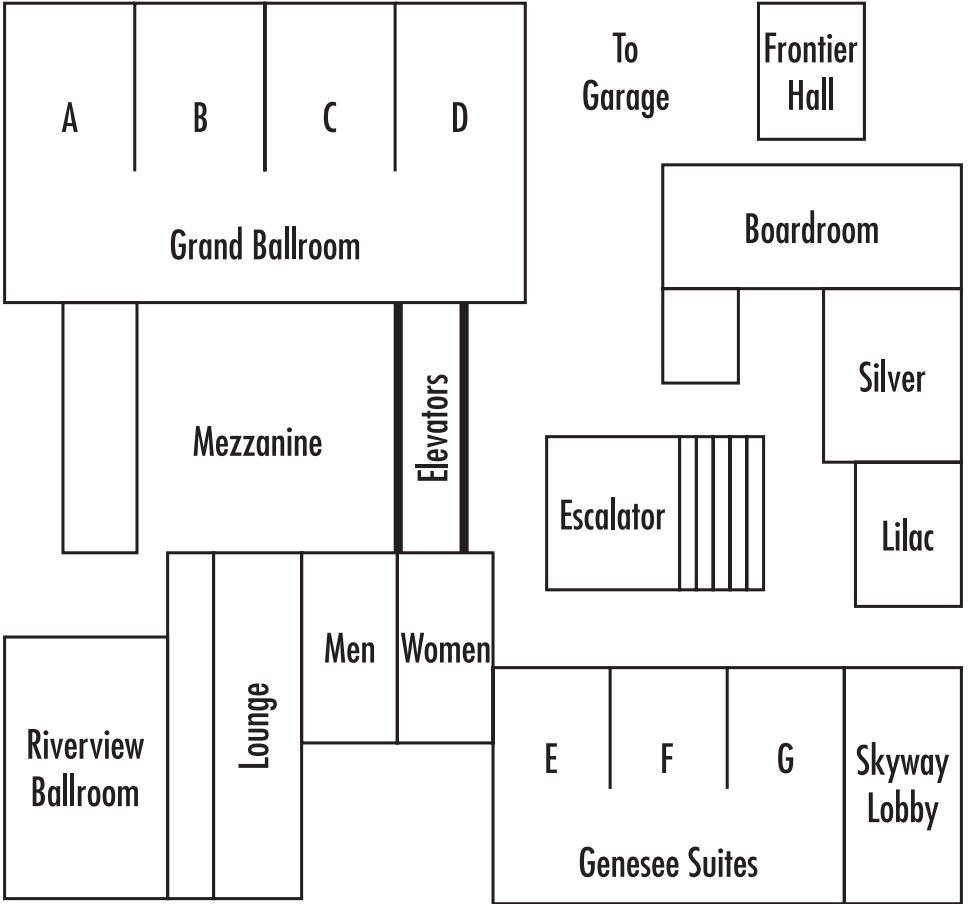 To
Garage
Frontier
Hall
A
B
C
D
Grand Ballroom
Boardroom
Silver
Mezzanine
Elevators
Escalator
Lilac
Men
Women
Lounge
Riverview
Ballroom
E
F
G
Skyway
Lobby
Genesee Suites